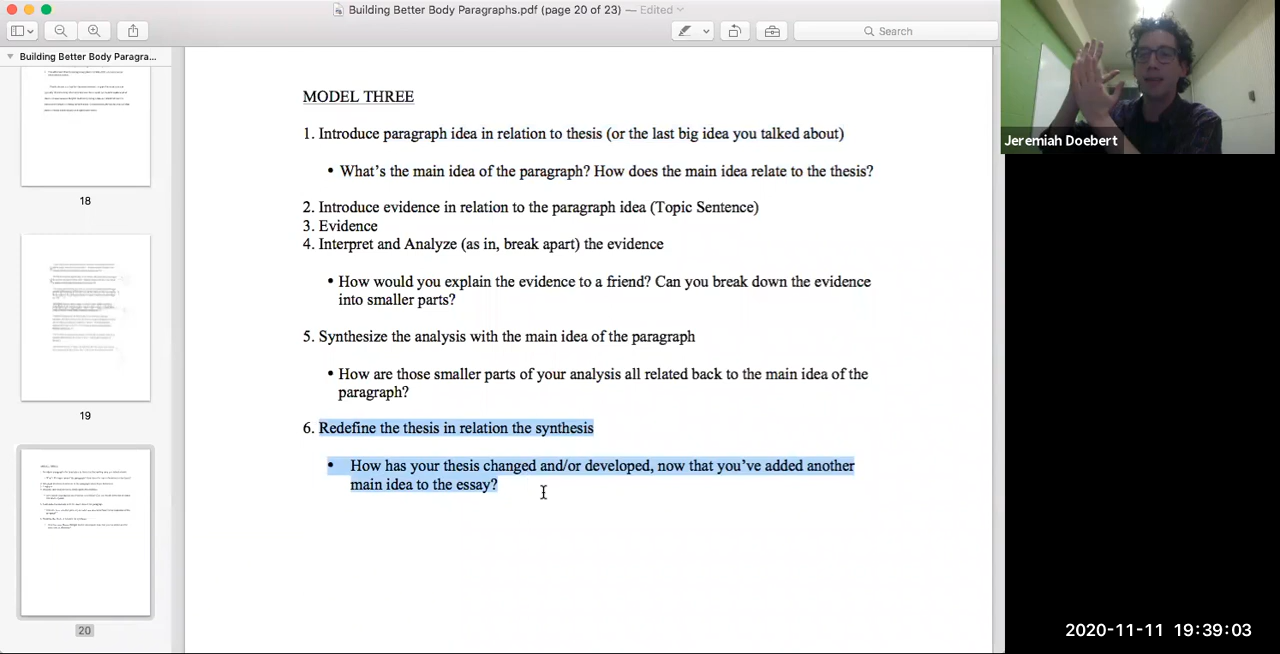 Building Better Body Paragraphs.pdf (page 20 of 23) — Edited
Search
Building Better Body Paragra...
18
19
20
MODEL THREE
1. Introduce paragraph idea in relation to thesis (or the last big idea you talked about)
• What's the main idea of the paragraph? How does the main idea relate to the thesis?
2. Introduce evidence in relation to the paragraph idea (Topic Sentence)
3. Evidence
4. Interpret and Analyze (as in, break apart) the evidence
• How would you explain the evidence to a friend? Can you break down the evidence
into smaller parts?
5. Synthesize the analysis with the main idea of the paragraph
• How are those smaller parts of your analysis all related back to the main idea of the
paragraph?
6. Redefine the thesis in relation the synthesis
• How has your thesis changed and/or developed, now that you've added another
main idea to the essay?
Jeremiah Doebert
2020-11-11 19:39:03